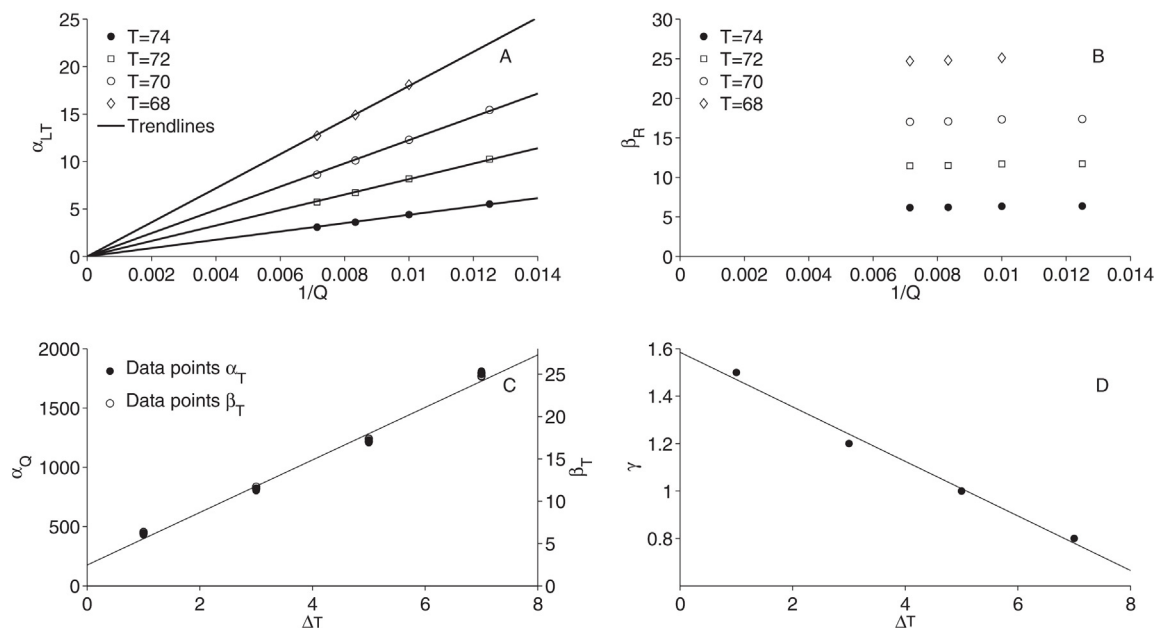 25
20
15
10
5
0
α_LT
T=74
T=72
T=70
T=68
Trendlines
A
0 0.002 0.004 0.006 0.008 0.01 0.012 0.014
1/Q
30
25
20
15
10
5
0
β_R
T=74
T=72
T=70
T=68
B
0 0.002 0.004 0.006 0.008 0.01 0.012 0.014
1/Q
2000
1500
1000
500
0
α_Q
Data points α_T
Data points β_T
C
25
20
15
10
5
0
β_T
0 2 4 6 8
ΔT
1.6
1.4
1.2
1
0.8
γ
D
0 2 4 6 8
ΔT